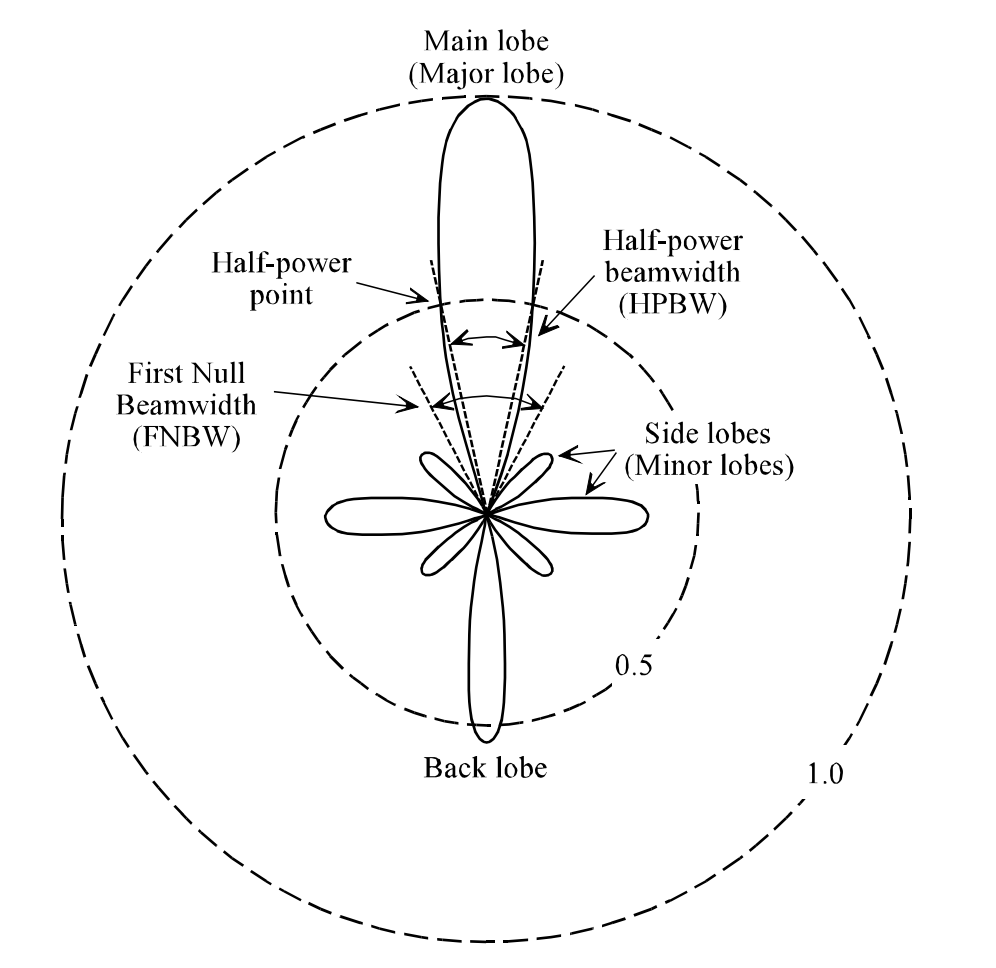 Main lobe
(Major lobe)
Half-power
point
Half-power
beamwidth
(HPBW)
First Null
Beamwidth
(FNBW)
Side lobes
(Minor lobes)
0.5
Back lobe
1.0